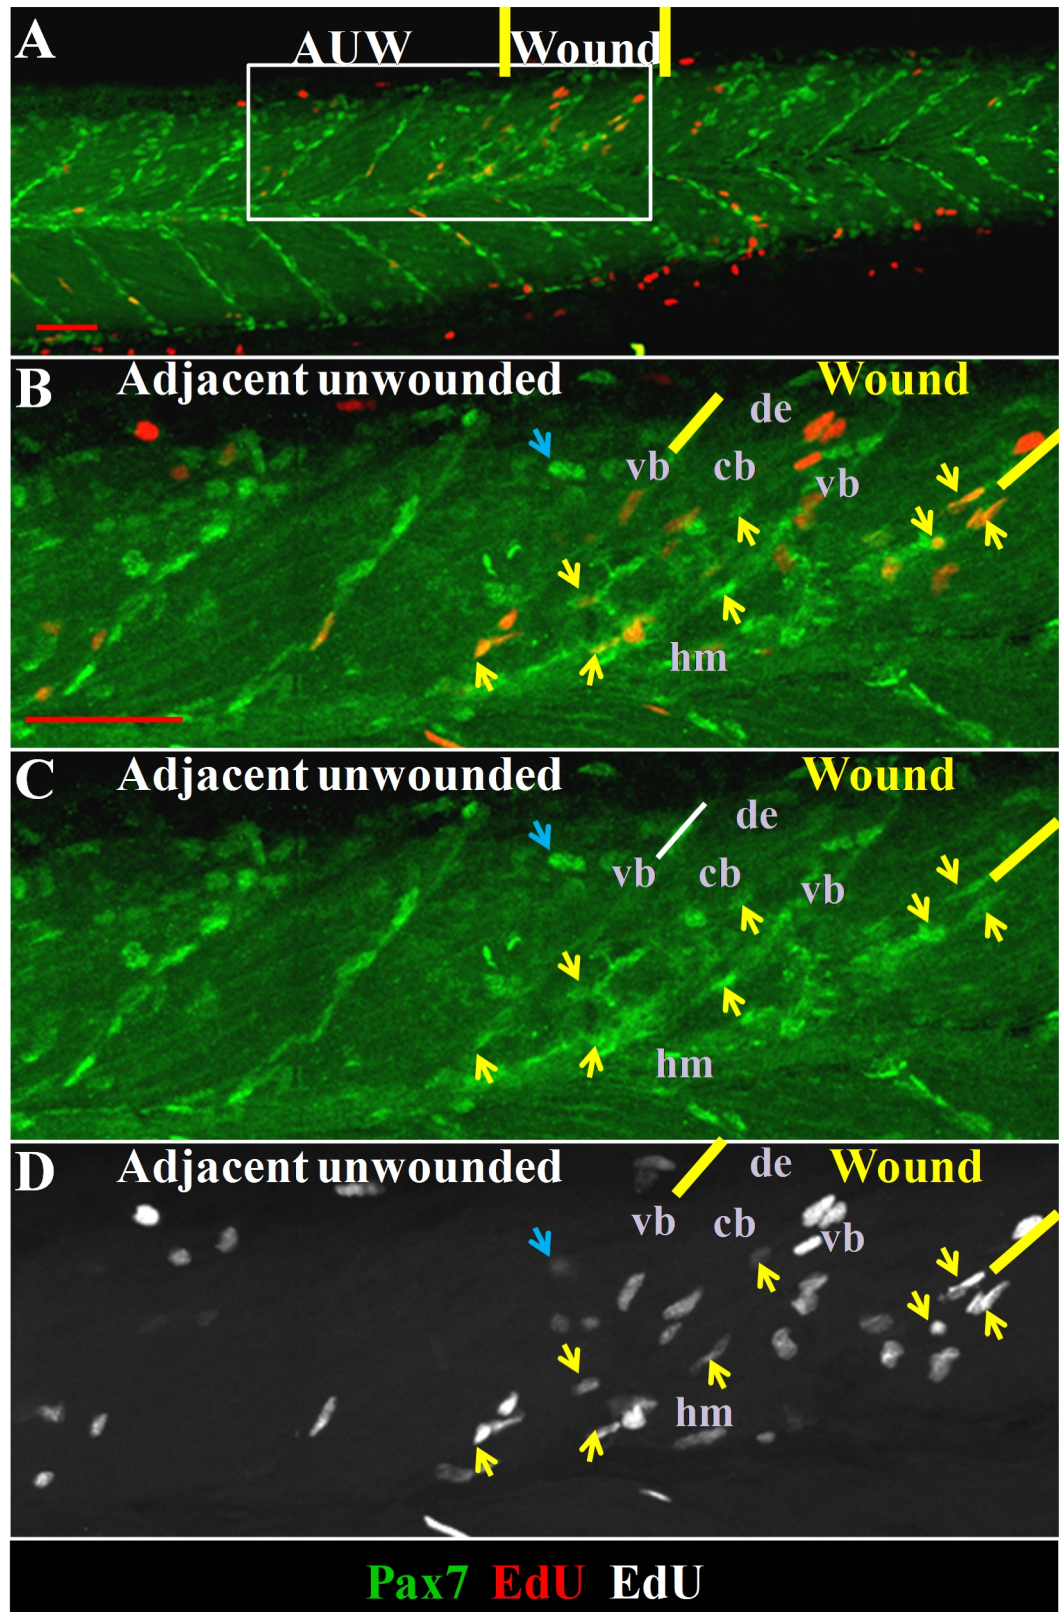 A
AUW Wound
B
Adjacent unwounded Wound
de
vb cb vb
hm
C
Adjacent unwounded Wound
de
vb cb vb
hm
D
Adjacent unwounded de Wound
vb cb vb
hm
Pax7 EdU EdU